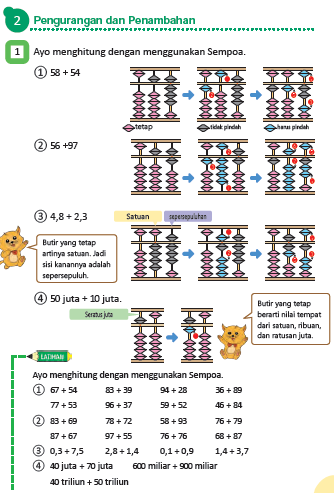 2 Pengurangan dan Penambahan
1 Ayo menghitung dengan menggunakan Sempoa.
① 58 + 54
tetap tidak pindah harus pindah
② 56 +97
③ 4,8 + 2,3 Satuan sepersepuluhan
Butir yang tetap
artinya satuan. Jadi
sisi kanannya adalah
sepersepuluh.
④ 50 juta + 10 juta.
Seratus juta
Butir yang tetap
berarti nilai tempat
dari satuan, ribuan,
dan ratusan juta.
LATIHAN
Ayo menghitung dengan menggunakan Sempoa.
① 67 + 54 83 + 39 94 + 28 36 + 89
77 + 53 96 + 37 59 + 52 46 + 84
② 83 + 69 78 + 72 58 + 93 76 + 79
87 + 67 97 + 55 76 + 76 68 + 87
③ 0,3 + 7,5 2,8 + 1,4 0,1 + 0,9 1,4 + 3,7
④ 40 juta + 70 juta 600 miliar + 900 miliar
40 triliun + 50 triliun